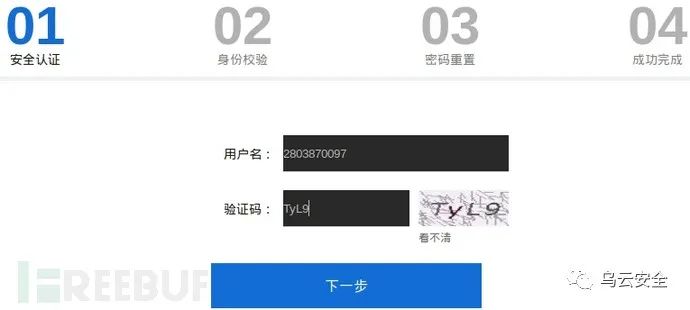 01 02 03 04
安全认证 身份校验 密码重置 成功完成
用户名： 2803870097
验证码： TyL9 TyL9
看不清
下一步
FREEBUF 乌云安全